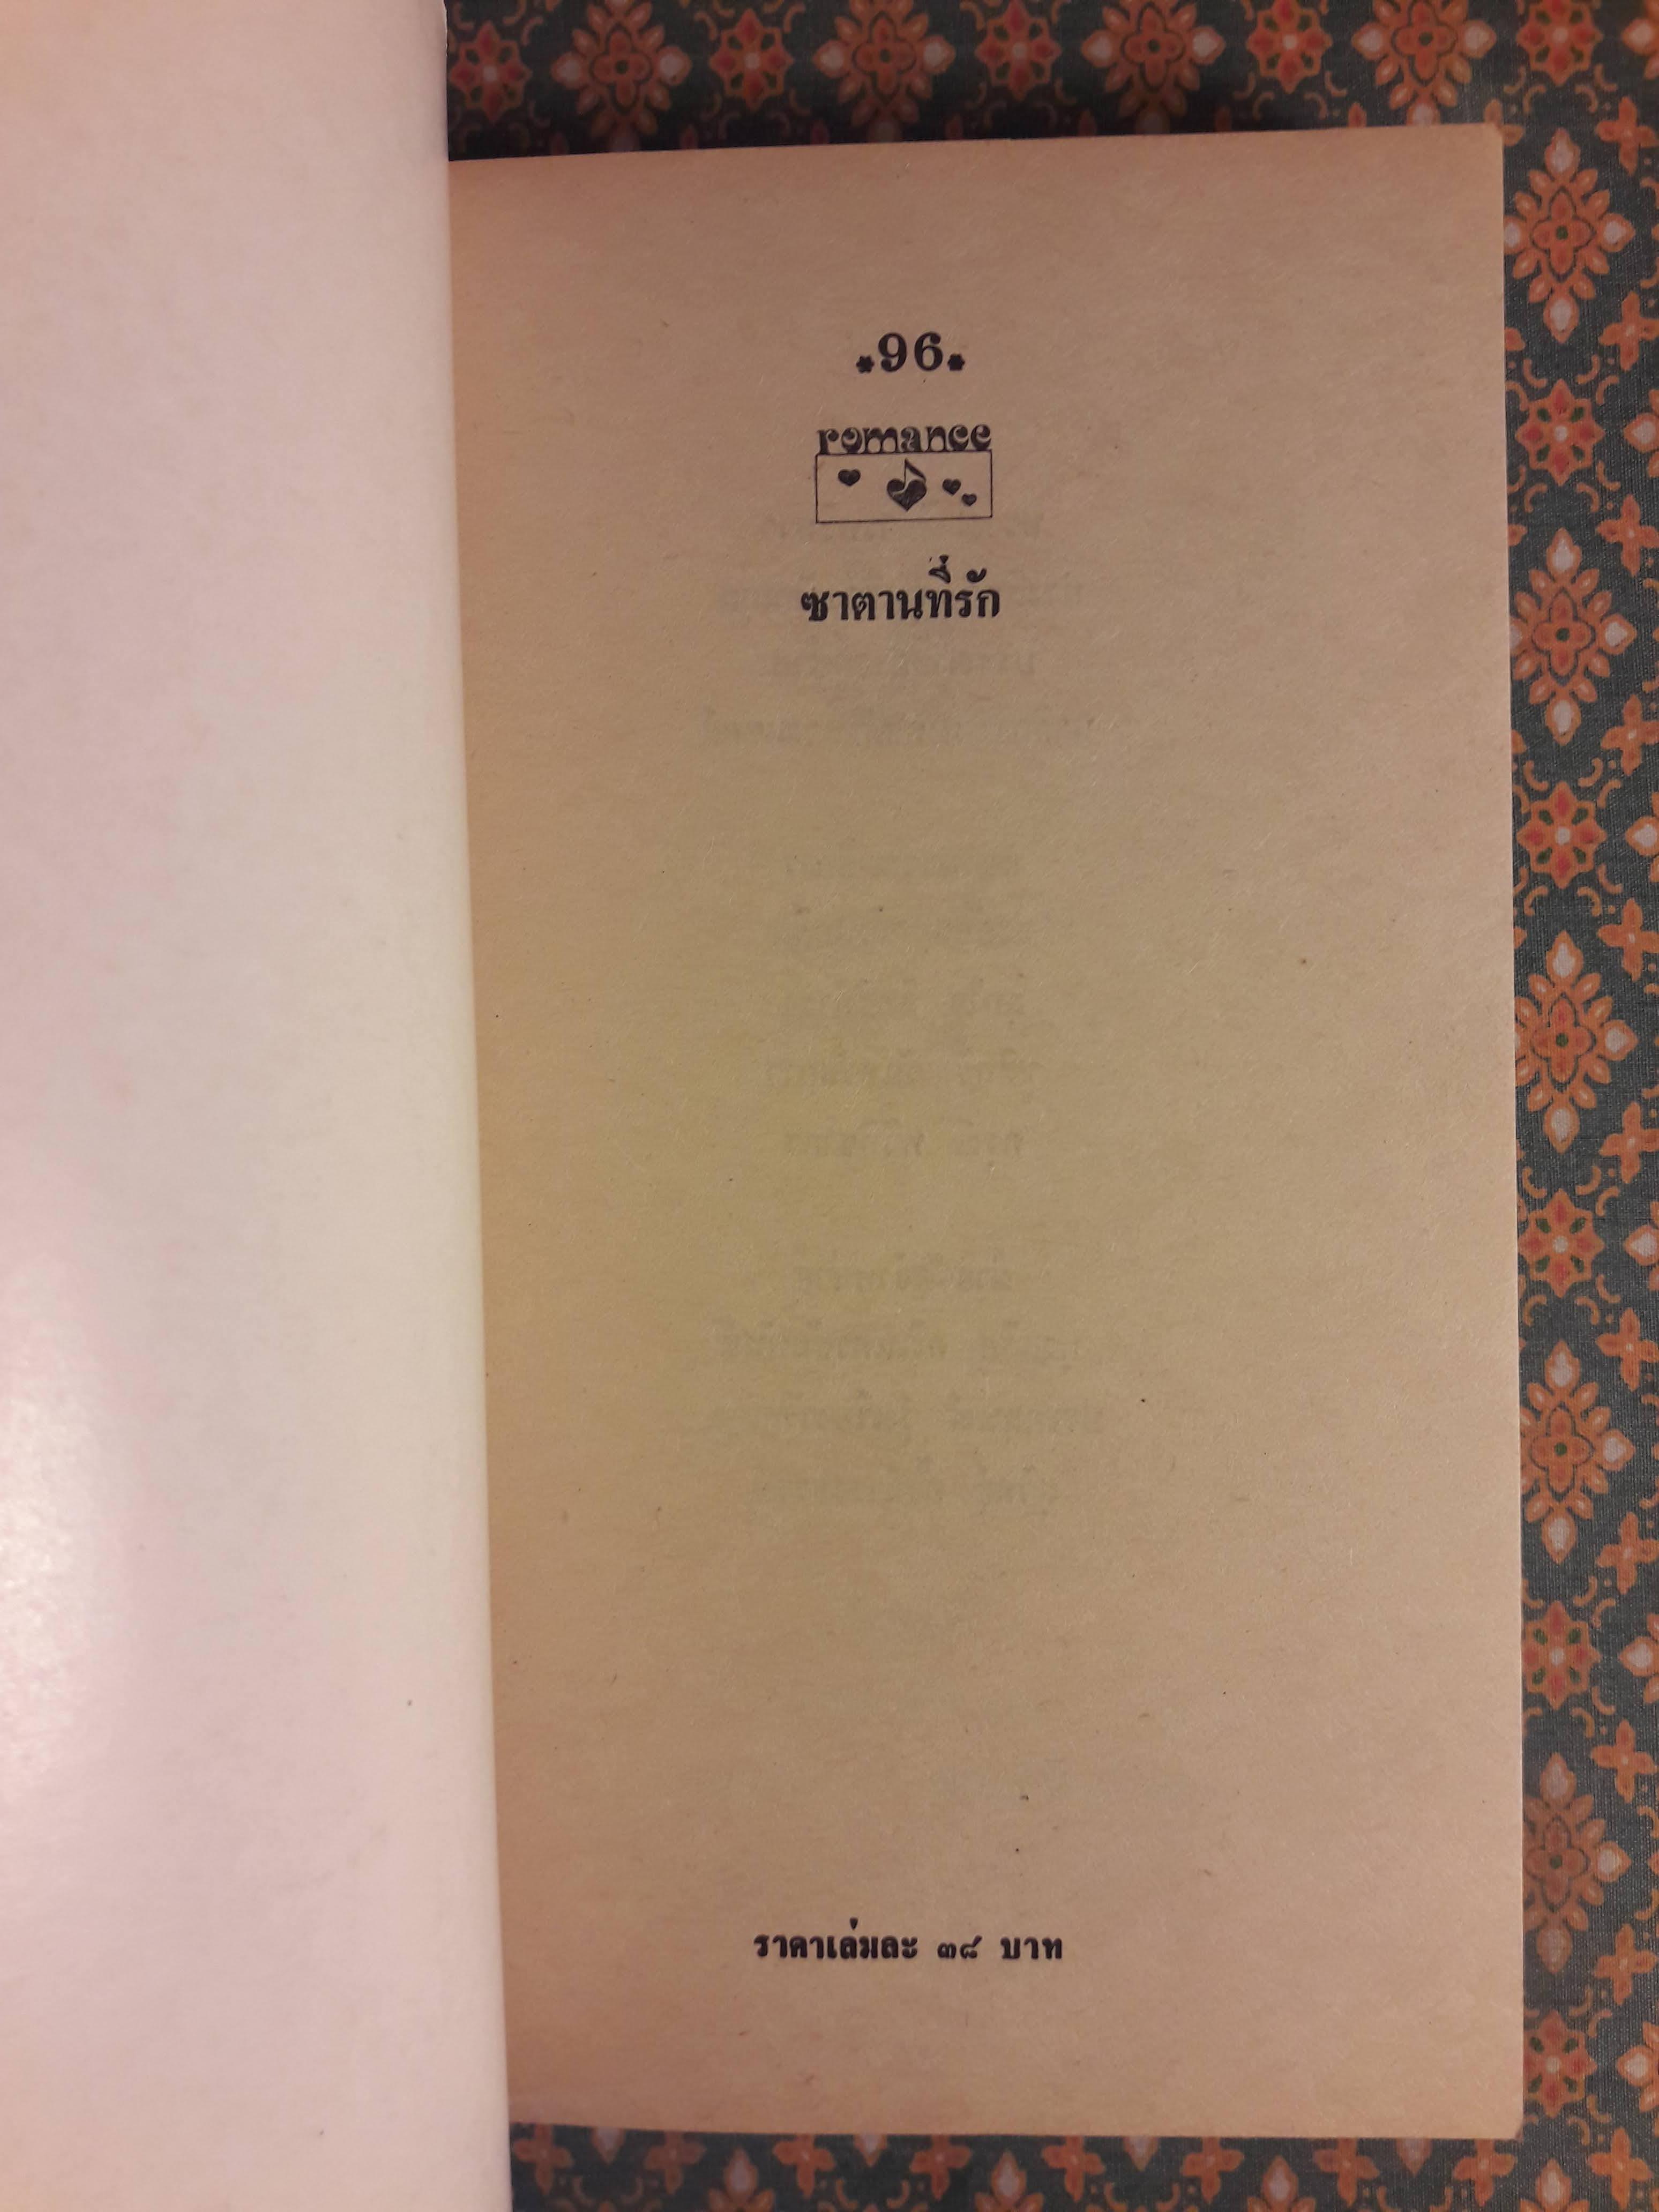 *96*
romance
ซาตานที่รัก
ราคาเล่มละ ๓๘ บาท